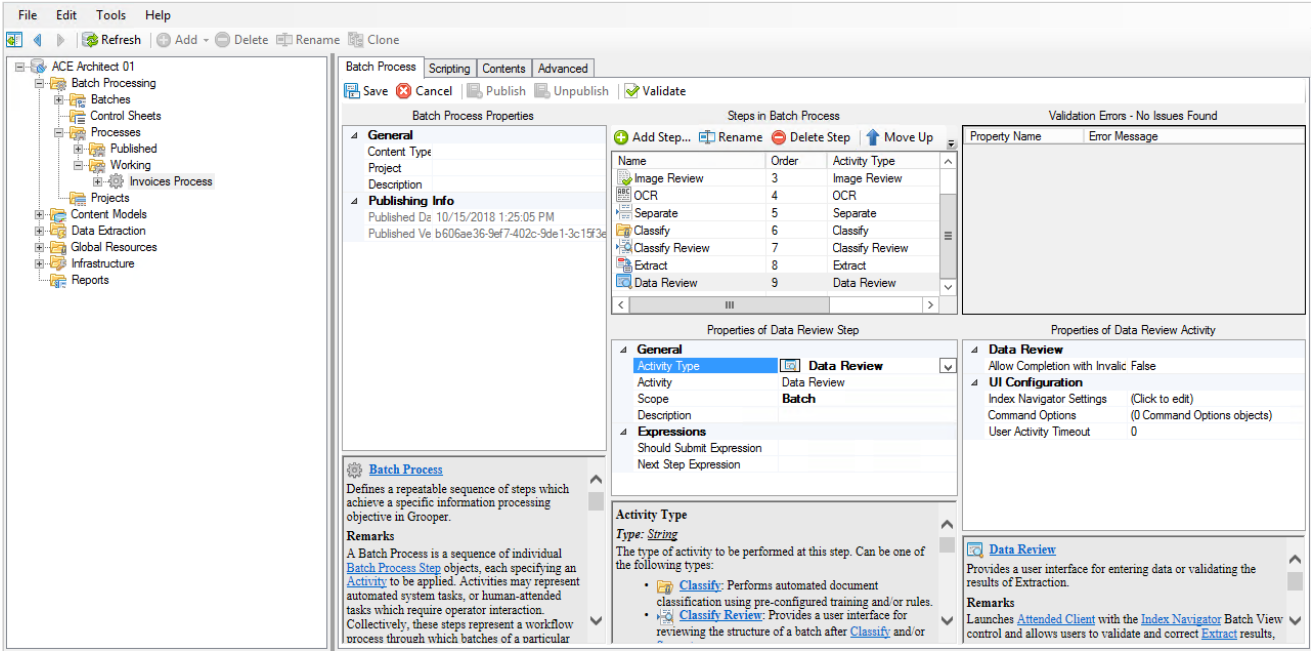 File Edit Tools Help
Refresh Add Delete Rename Clone
ACE Architect 01
Batch Processing
Batches
Control Sheets
Processes
Published
Working
Invoices Process
Projects
Content Models
Data Extraction
Global Resources
Infrastructure
Reports
Batch Process Scripting Contents Advanced
Save Cancel Publish Unpublish Validate
Batch Process Properties
General
Content Type
Project
Description
Publishing Info
Published Da 10/15/2018 1:25:05 PM
Published Ve b606ae36-9ef7-402c-9de1-3c15f3e
Batch Process
Defines a repeatable sequence of steps which
achieve a specific information processing
objective in Grooper.
Remarks
A Batch Process is a sequence of individual
Batch Process Step objects, each specifying an
Activity to be applied. Activities may represent
automated system tasks, or human-attended
tasks which require operator interaction.
Collectively, these steps represent a workflow
process through which batches of a particular
Steps in Batch Process
Add Step... Rename Delete Step Move Up
Name Order Activity Type
Image Review 3 Image Review
OCR 4 OCR
Separate 5 Separate
Classify 6 Classify
Classify Review 7 Classify Review
Extract 8 Extract
Data Review 9 Data Review
Properties of Data Review Step
General
Activity Type Data Review
Activity Data Review
Scope Batch
Description
Expressions
Should Submit Expression
Next Step Expression
Activity Type
Type: String
The type of activity to be performed at this step. Can be one of
the following types:
• Classify: Performs automated document
classification using pre-configured training and/or rules.
• Classify Review: Provides a user interface for
reviewing the structure of a batch after Classify and/or
Validation Errors - No Issues Found
Property Name Error Message
Properties of Data Review Activity
Data Review
Allow Completion with Invalic False
UI Configuration
Index Navigator Settings (Click to edit)
Command Options (0 Command Options objects)
User Activity Timeout 0
Data Review
Provides a user interface for entering data or validating the
results of Extraction.
Remarks
Launches Attended Client with the Index Navigator Batch View
control and allows users to validate and correct Extract results,